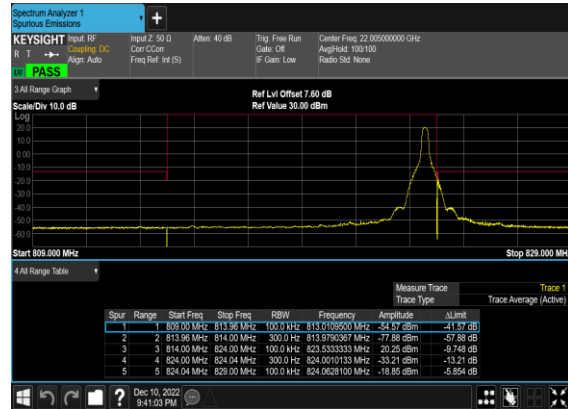 Spectrum Analyzer 1
Spurious Emissions
KEYSIGHT Input: RF Input Z: 50 Ω Atten: 40 dB Trig: Free Run Center Freq: 22.005000000 GHz
R T Coupling: DC Corr CCorr Gate: Off Avg|Hold: 100/100
Align: Auto Freq Ref: Int (S) IF Gain: Low Radio Std: None
LW PASS
3 All Range Graph
Ref Lvl Offset 7.60 dB
Scale/Div 10.0 dB Ref Value 30.00 dBm
Log
20.0
10.0
0.00
-10.0
-20.0
-30.0
-40.0
-50.0
-60.0
Start 809.000 MHz Stop 829.000 MH
4 All Range Table
Measure Trace Trace 1
Trace Type Trace Average (Active)
Spur Range Start Freq Stop Freq RBW Frequency Amplitude ΔLimit
1 1 809.00 MHz 813.96 MHz 100.0 kHz 813.0109500 MHz -54.57 dBm -41.57 dB
2 2 813.96 MHz 814.00 MHz 300.0 Hz 813.9790367 MHz -77.88 dBm -57.88 dB
3 3 814.00 MHz 824.00 MHz 100.0 kHz 823.5333333 MHz 20.25 dBm -9.748 dB
4 4 824.00 MHz 824.04 MHz 300.0 Hz 824.0010133 MHz -33.21 dBm -13.21 dB
5 5 824.04 MHz 829.00 MHz 100.0 kHz 824.0628100 MHz -18.85 dBm -5.854 dB
? Dec 10, 2022
9:41:03 PM